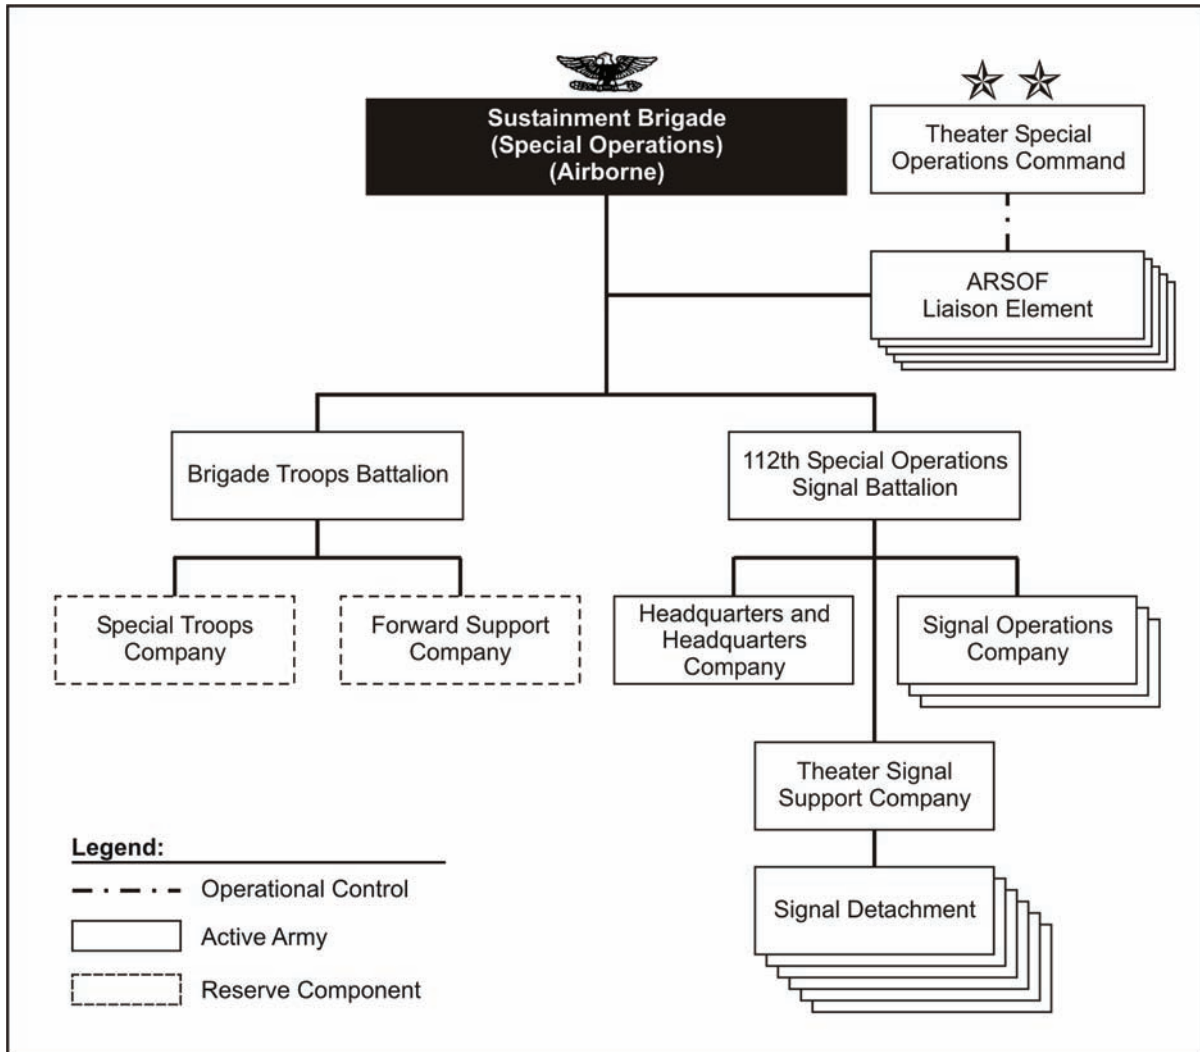 Sustainment Brigade
(Special Operations)
(Airborne)
Theater Special
Operations Command
ARSOF
Liaison Element
Brigade Troops Battalion
112th Special Operations
Signal Battalion
Special Troops
Company
Forward Support
Company
Headquarters and
Headquarters
Company
Signal Operations
Company
Theater Signal
Support Company
Signal Detachment
Legend:
Operational Control
Active Army
Reserve Component